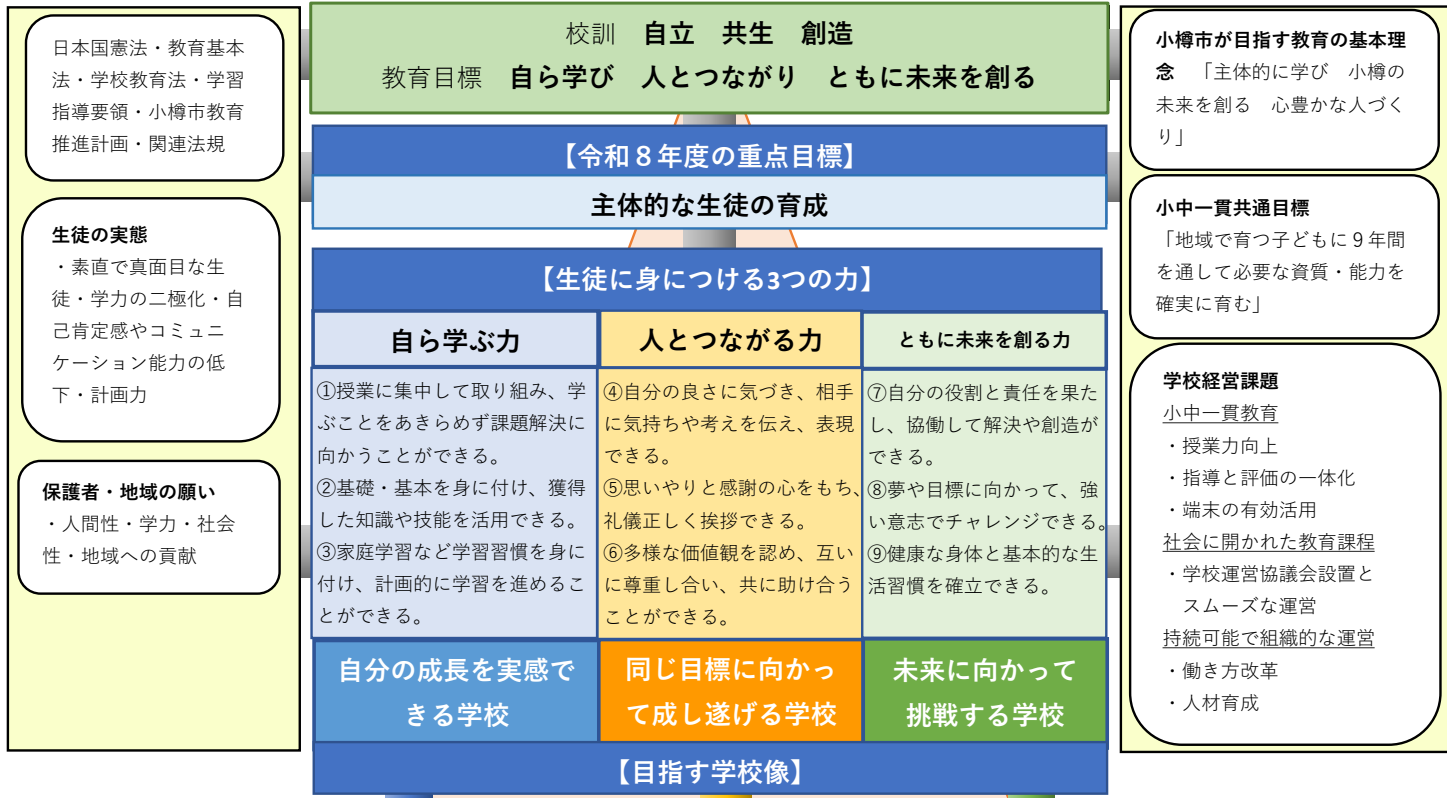 日本国憲法・教育基本
法・学校教育法・学習
指導要領・小樽市教育
推進計画・関連法規
生徒の実態
・素直で真面目な生
徒・学力の二極化・自
己肯定感やコミュニ
ケーション能力の低
下・計画力
保護者・地域の願い
・人間性・学力・社会
性・地域への貢献
校訓　自立　共生　創造
教育目標　自ら学び　人とつながり　ともに未来を創る
【令和８年度の重点目標】
主体的な生徒の育成
【生徒に身につける3つの力】
自ら学ぶ力
①授業に集中して取り組み、学
ぶことをあきらめず課題解決に
向かうことができる。
②基礎・基本を身に付け、獲得
した知識や技能を活用できる。
③家庭学習など学習習慣を身に
付け、計画的に学習を進めるこ
とができる。
自分の成長を実感で
きる学校
人とつながる力
④自分の良さに気づき、相手
に気持ちや考えを伝え、表現
できる。
⑤思いやりと感謝の心をもち、
礼儀正しく挨拶できる。
⑥多様な価値観を認め、互い
に尊重し合い、共に助け合う
ことができる。
同じ目標に向かっ
て成し遂げる学校
ともに未来を創る力
⑦自分の役割と責任を果た
し、協働して解決や創造が
できる。
⑧夢や目標に向かって、強
い意志でチャレンジできる。
⑨健康な身体と基本的な生
活習慣を確立できる。
未来に向かって
挑戦する学校
【目指す学校像】
小樽市が目指す教育の基本理
念　「主体的に学び　小樽の
未来を創る　心豊かな人づく
り」
小中一貫共通目標
「地域で育つ子どもに９年間
を通して必要な資質・能力を
確実に育む」
学校経営課題
小中一貫教育
・授業力向上
・指導と評価の一体化
・端末の有効活用
社会に開かれた教育課程
・学校運営協議会設置と
スムーズな運営
持続可能で組織的な運営
・働き方改革
・人材育成